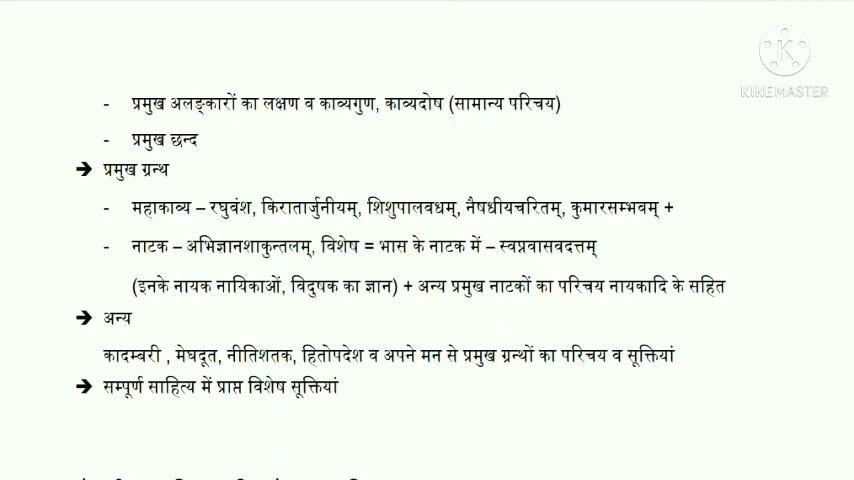 K
KINEMASTER
- प्रमुख अलङ्कारों का लक्षण व काव्यगुण, काव्यदोष (सामान्य परिचय)
- प्रमुख छन्द
➔ प्रमुख ग्रन्थ
- महाकाव्य – रघुवंश, किरातार्जुनीयम्, शिशुपालवधम्, नैषधीयचरितम्, कुमारसम्भवम् +
- नाटक – अभिज्ञानशाकुन्तलम्, विशेष = भास के नाटक में – स्वप्नवासवदत्तम्
(इनके नायक नायिकाओं, विदुषक का ज्ञान) + अन्य प्रमुख नाटकों का परिचय नायकादि के सहित
➔ अन्य
कादम्बरी , मेघदूत, नीतिशतक, हितोपदेश व अपने मन से प्रमुख ग्रन्थों का परिचय व सूक्तियां
➔ सम्पूर्ण साहित्य में प्राप्त विशेष सूक्तियां